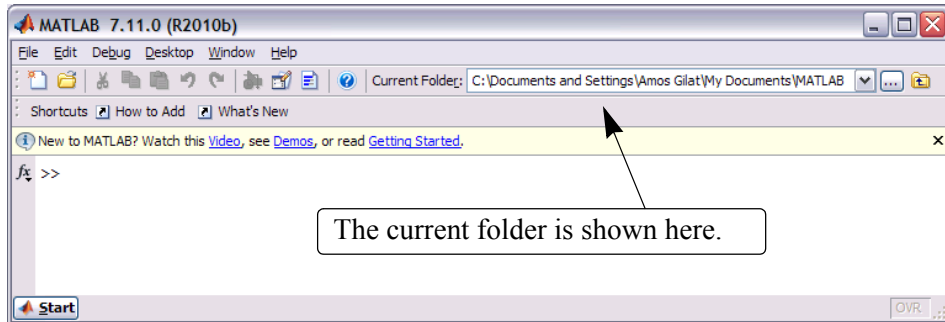 MATLAB 7.11.0 (R2010b)
File Edit Debug Desktop Window Help
Current Folder: C:\Documents and Settings\Amos Gilat\My Documents\MATLAB
Shortcuts How to Add What's New
New to MATLAB? Watch this Video, see Demos, or read Getting Started.
fx >>
The current folder is shown here.
Start OVR